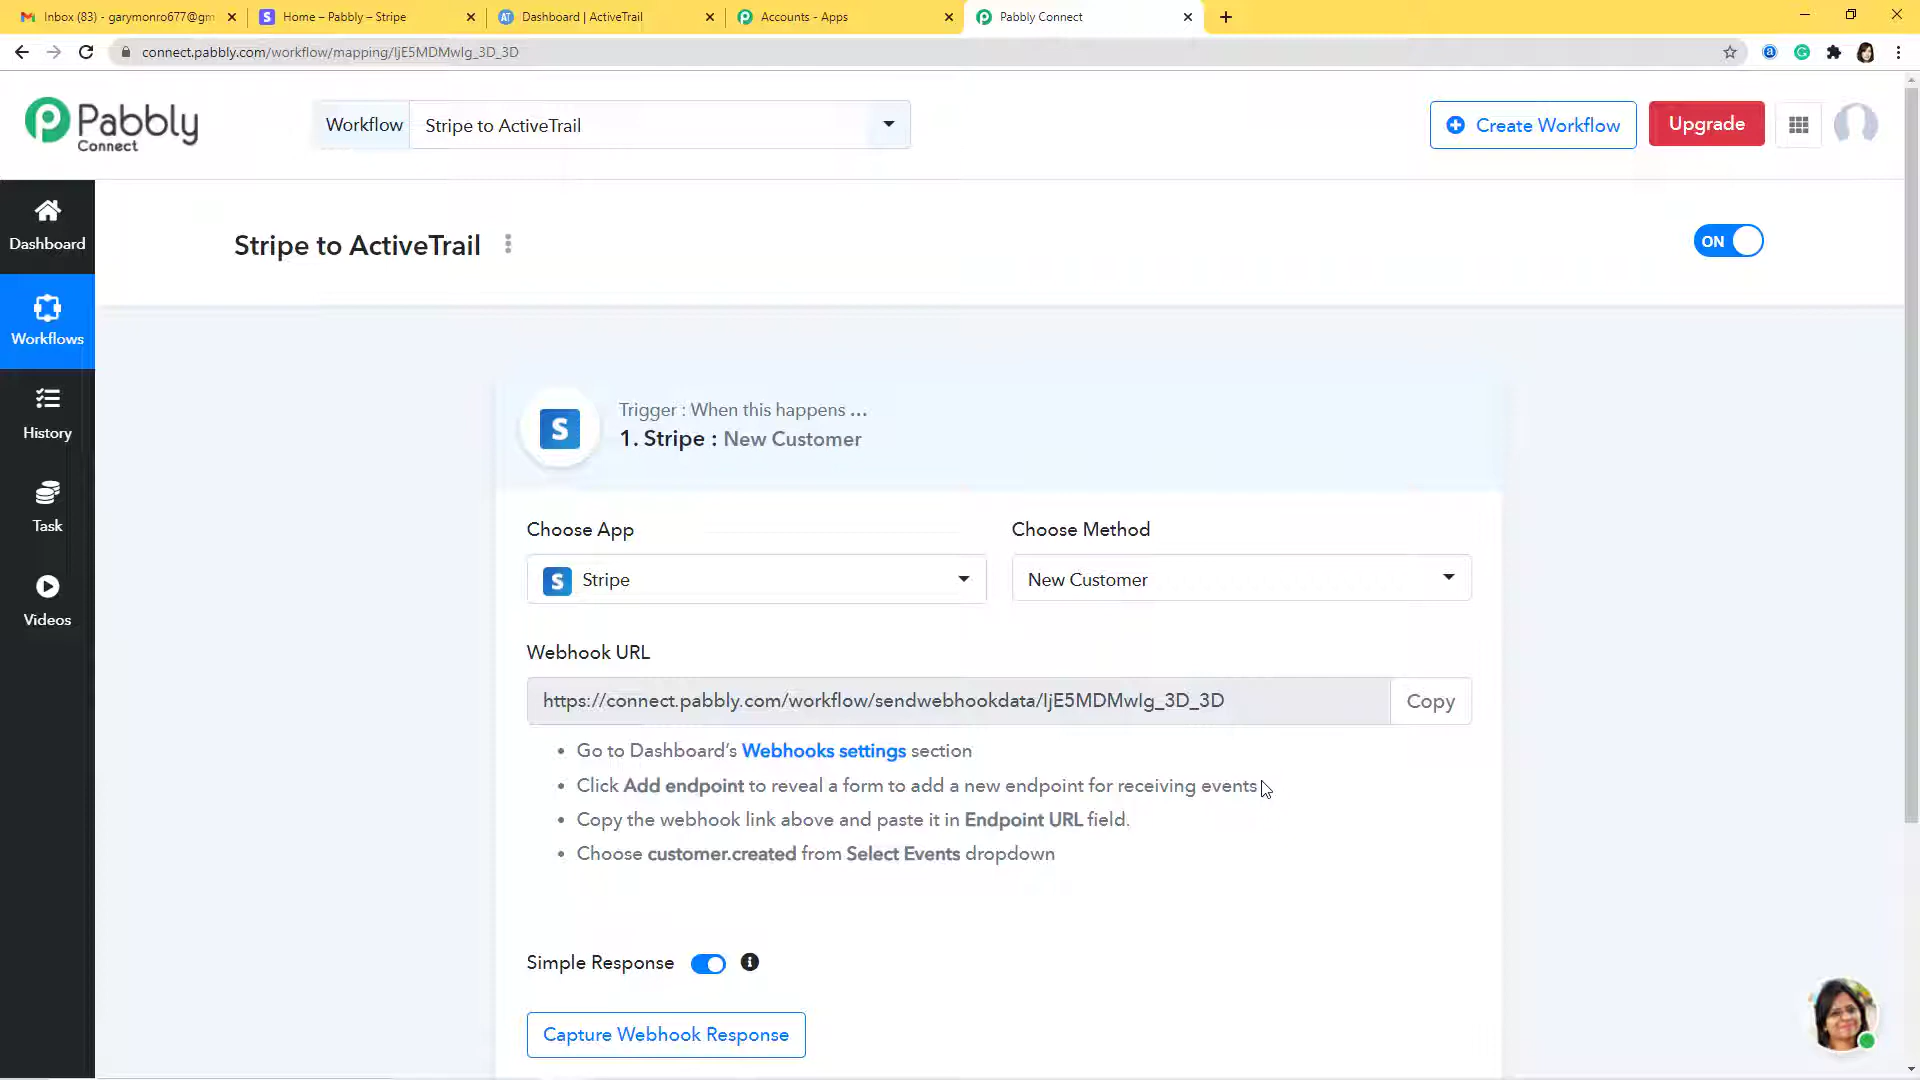 Inbox (83) - garymonro677@gm
Home – Pabbly – Stripe
Dashboard | ActiveTrail
Accounts - Apps
Pabbly Connect
connect.pabbly.com/workflow/mapping/IjE5MDMwIg_3D_3D
Pabbly
Connect
Workflow
Stripe to ActiveTrail
Create Workflow
Upgrade
Dashboard
Stripe to ActiveTrail
ON
Workflows
Trigger : When this happens ...
1. Stripe : New Customer
History
Choose App
Choose Method
Task
Stripe
New Customer
Videos
Webhook URL
https://connect.pabbly.com/workflow/sendwebhookdata/IjE5MDMwIg_3D_3D
Copy
• Go to Dashboard's Webhooks settings section
• Click Add endpoint to reveal a form to add a new endpoint for receiving events
• Copy the webhook link above and paste it in Endpoint URL field.
• Choose customer.created from Select Events dropdown
Simple Response
Capture Webhook Response